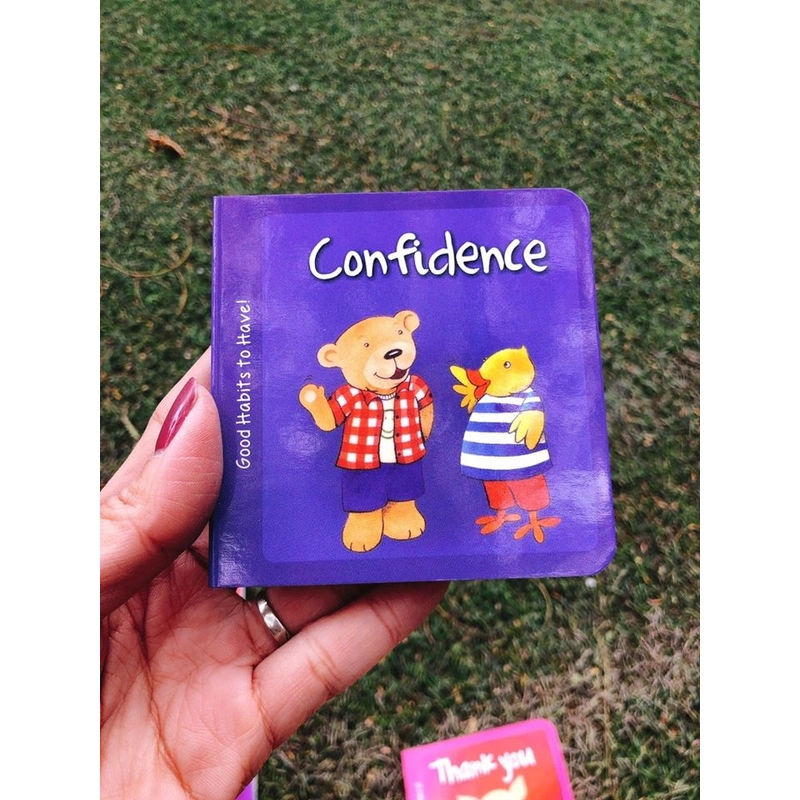 Confidence
Good Habits to Have!
Thank you